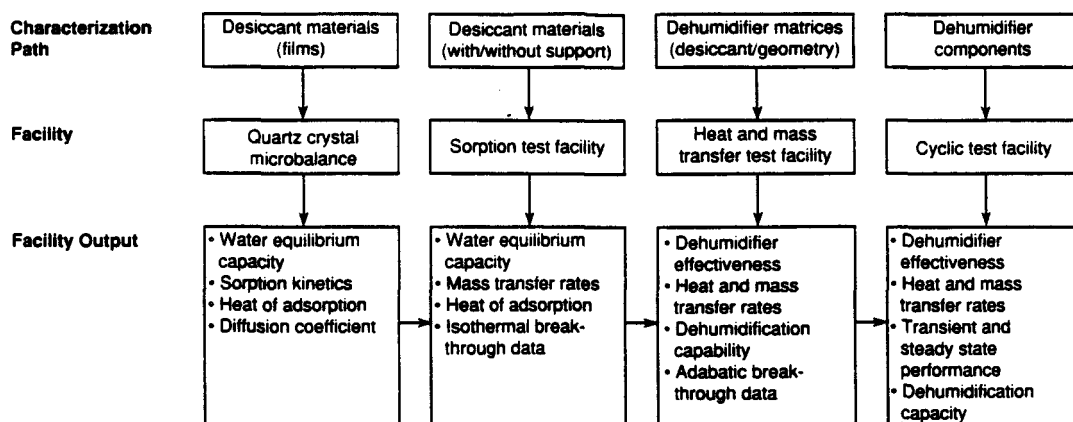 Characterization
Path
Desiccant materials
(films)
Desiccant materials
(with/without support)
Dehumidifier matrices
(desiccant/geometry)
Dehumidifier
components
Facility
Quartz crystal
microbalance
Sorption test facility
Heat and mass
transfer test facility
Cyclic test facility
Facility Output
• Water equilibrium
capacity
• Sorption kinetics
• Heat of adsorption
• Diffusion coefficient
• Water equilibrium
capacity
• Mass transfer rates
• Heat of adsorption
• Isothermal break-
through data
• Dehumidifier
effectiveness
• Heat and mass
transfer rates
• Dehumidification
capability
• Adabatic break-
through data
• Dehumidifier
effectiveness
• Heat and mass
transfer rates
• Transient and
steady state
performance
• Dehumidification
capacity